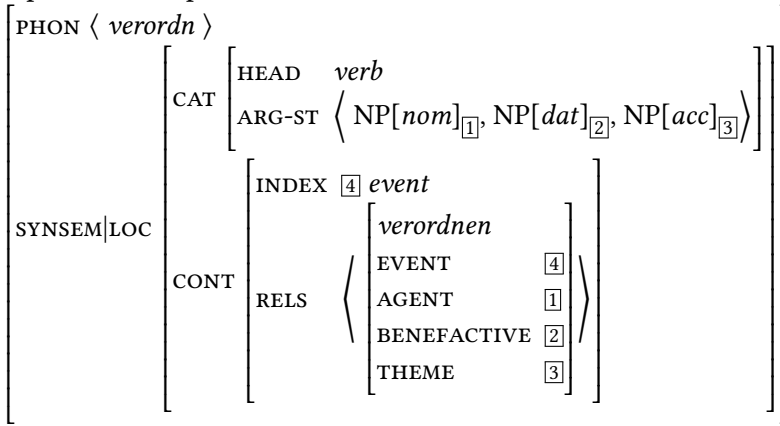 PHON ⟨ verordn ⟩
SYNSEM|LOC
CAT
HEAD verb
ARG-ST ⟨ NP[nom]1, NP[dat]2, NP[acc]3 ⟩
CONT
INDEX 4 event
RELS
verordnen
EVENT 4
AGENT 1
BENEFACTIVE 2
THEME 3